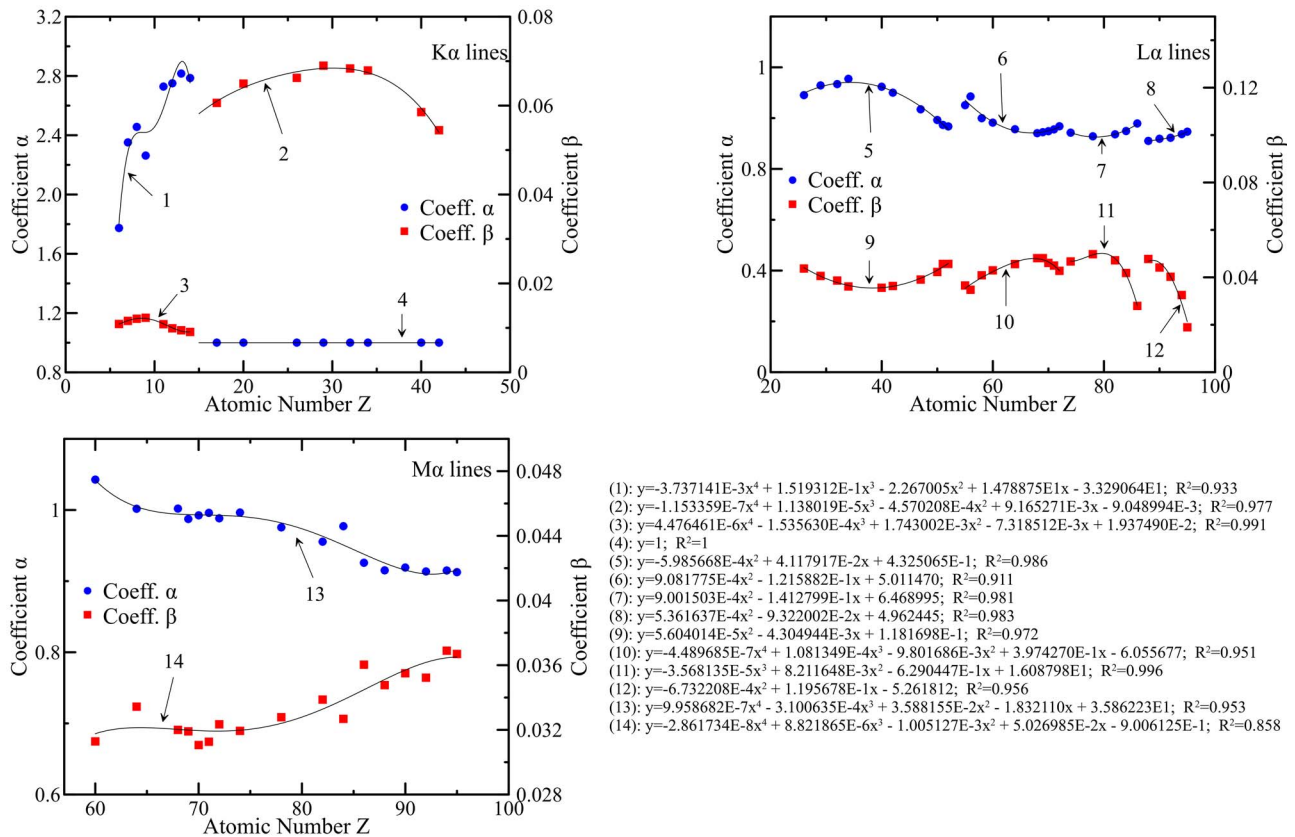 3.2
2.8
2.4
2.0
1.6
1.2
0.8
0.08
0.06
0.04
0.02
0
Kα lines
1
2
3
4
Coeff. α
Coeff. β
Coefficient α
Coefficient β
0 10 20 30 40 50
Atomic Number Z
1
0.8
0.6
0.4
0
0.12
0.08
0.04
0
Lα lines
5
6
7
8
9
10
11
12
Coeff. α
Coeff. β
Coefficient α
Coefficient β
20 40 60 80 100
Atomic Number Z
1
0.9
0.8
0.7
0.6
0.048
0.044
0.04
0.036
0.032
0.028
Mα lines
13
14
Coeff. α
Coeff. β
Coefficient α
Coefficient β
60 70 80 90 100
Atomic Number Z
(1): y=-3.737141E-3x⁴ + 1.519312E-1x³ - 2.267005x² + 1.478875E1x - 3.329064E1; R²=0.933
(2): y=-1.153359E-7x⁴ + 1.138019E-5x³ - 4.570208E-4x² + 9.165271E-3x - 9.048994E-3; R²=0.977
(3): y=4.476461E-6x⁴ - 1.535630E-4x³ + 1.743002E-3x² - 7.318512E-3x + 1.937490E-2; R²=0.991
(4): y=1; R²=1
(5): y=-5.985668E-4x² + 4.117917E-2x + 4.325065E-1; R²=0.986
(6): y=9.081775E-4x² - 1.215882E-1x + 5.011470; R²=0.911
(7): y=9.001503E-4x² - 1.412799E-1x + 6.468995; R²=0.981
(8): y=5.361637E-4x² - 9.322002E-2x + 4.962445; R²=0.983
(9): y=5.604014E-5x² - 4.304944E-3x + 1.181698E-1; R²=0.972
(10): y=-4.489685E-7x⁴ + 1.081349E-4x³ - 9.801686E-3x² + 3.974270E-1x - 6.055677; R²=0.951
(11): y=-3.568135E-5x³ + 8.211648E-3x² - 6.290447E-1x + 1.608798E1; R²=0.996
(12): y=-6.732208E-4x² + 1.195678E-1x - 5.261812; R²=0.956
(13): y=9.958682E-7x⁴ - 3.100635E-4x³ + 3.588155E-2x² - 1.832110x + 3.586223E1; R²=0.953
(14): y=-2.861734E-8x⁴ + 8.821865E-6x³ - 1.005127E-3x² + 5.026985E-2x - 9.006125E-1; R²=0.858